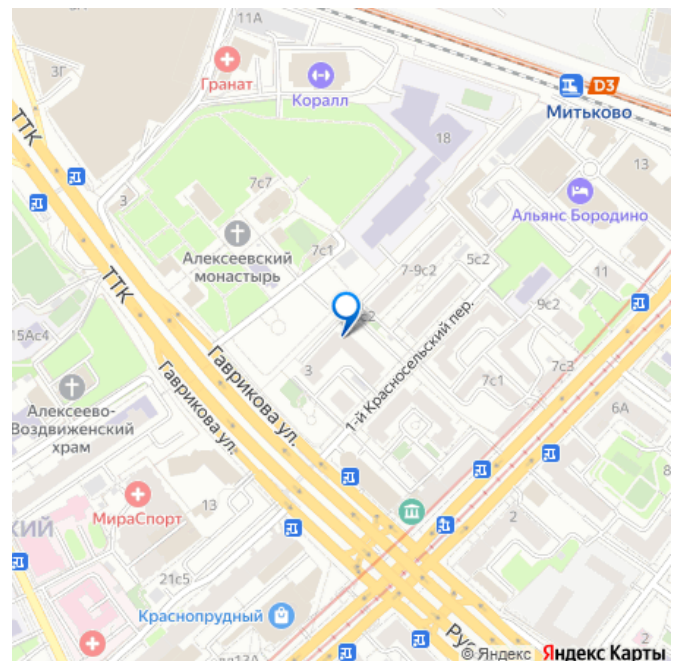 11А
3Г
Гранат
Коралл
D3
Митьково
ТТК
18
13
3
7с7
Альянс Бородино
Алексеевский
монастырь
7с1
5с2
7-9с2
11
ТТК
9с2
15Ас4
1-й Красносельский пер.
3
7с3
Гаврикова ул.
7с1
Гаврикова ул.
6А
Алексеево-
Воздвиженский
храм
МираСпорт
13
2
21с5
Краснопрудный
2
© Яндекс Яндекс Карты